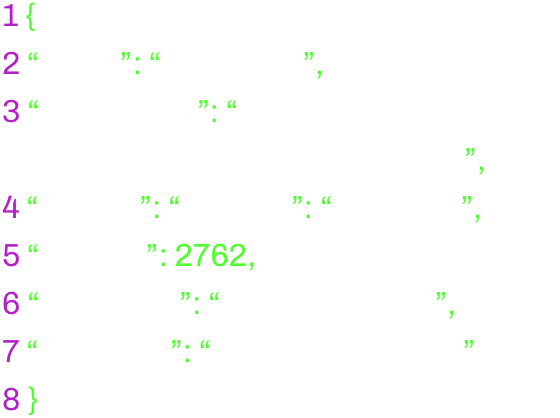 1 {
2 “ ”: “ ”,
3 “ ”: “
”,
4 “ ”: “ ”: “ ”,
5 “ ”: 2762,
6 “ ”: “ ”,
7 “ ”: “ ”
8 }